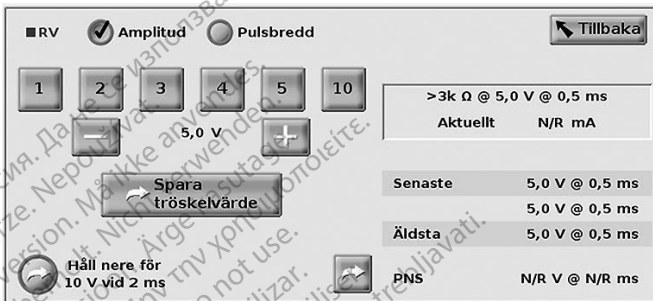 RV Amplitud Pulsbredd Tillbaka
1 2 3 4 5 10
>3k Ω @ 5,0 V @ 0,5 ms
Aktuellt N/R mA
5,0 V
Spara
tröskelvärde
Senaste 5,0 V @ 0,5 ms
5,0 V @ 0,5 ms
Äldsta 5,0 V @ 0,5 ms
Håll nere för
10 V vid 2 ms
PNS N/R V @ N/R ms